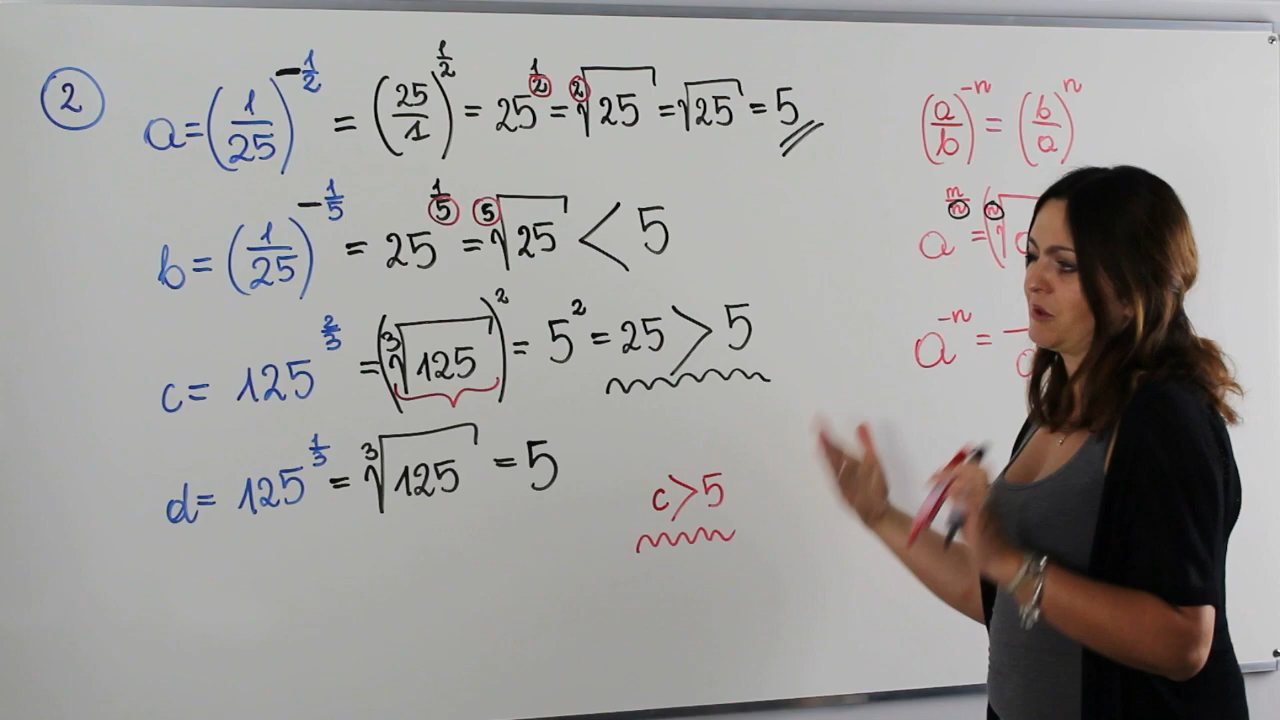 2
a=(1/25)^(-1/2) = (25/1)^(1/2) = 25^(1/2) = ²√25 = √25 = 5
b=(1/25)^(-1/5) = 25^(1/5) = ⁵√25 < 5
c= 125^(2/3) = (³√125)² = 5² = 25 > 5
d= 125^(1/3) = ³√125 = 5
c>5
(a/b)^(-n) = (b/a)^n
a^(m/n) = (ⁿ√
a^(-n) =